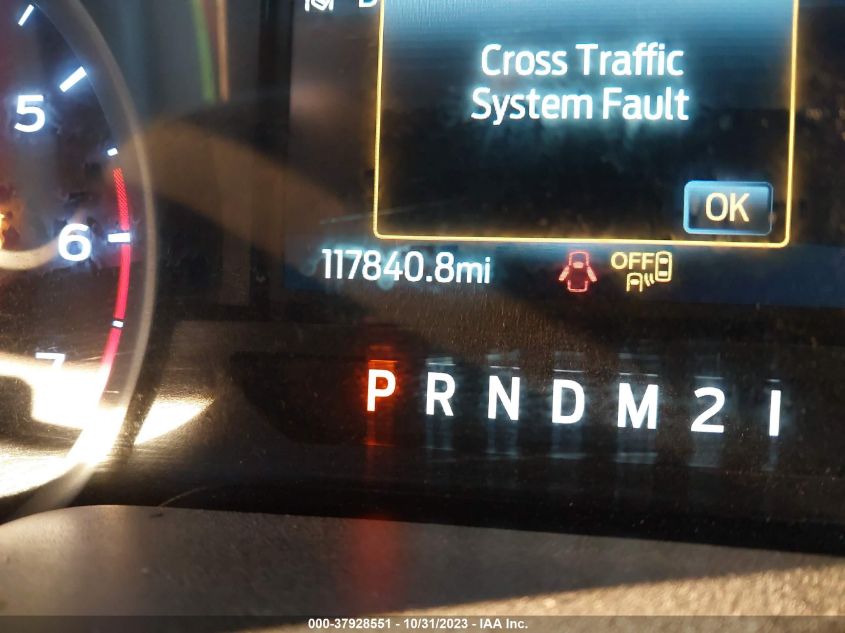 5
6
7
Cross Traffic
System Fault
OK
117840.8mi
OFF
P R N D M 2 1
000-37928551 - 10/31/2023 - IAA Inc.